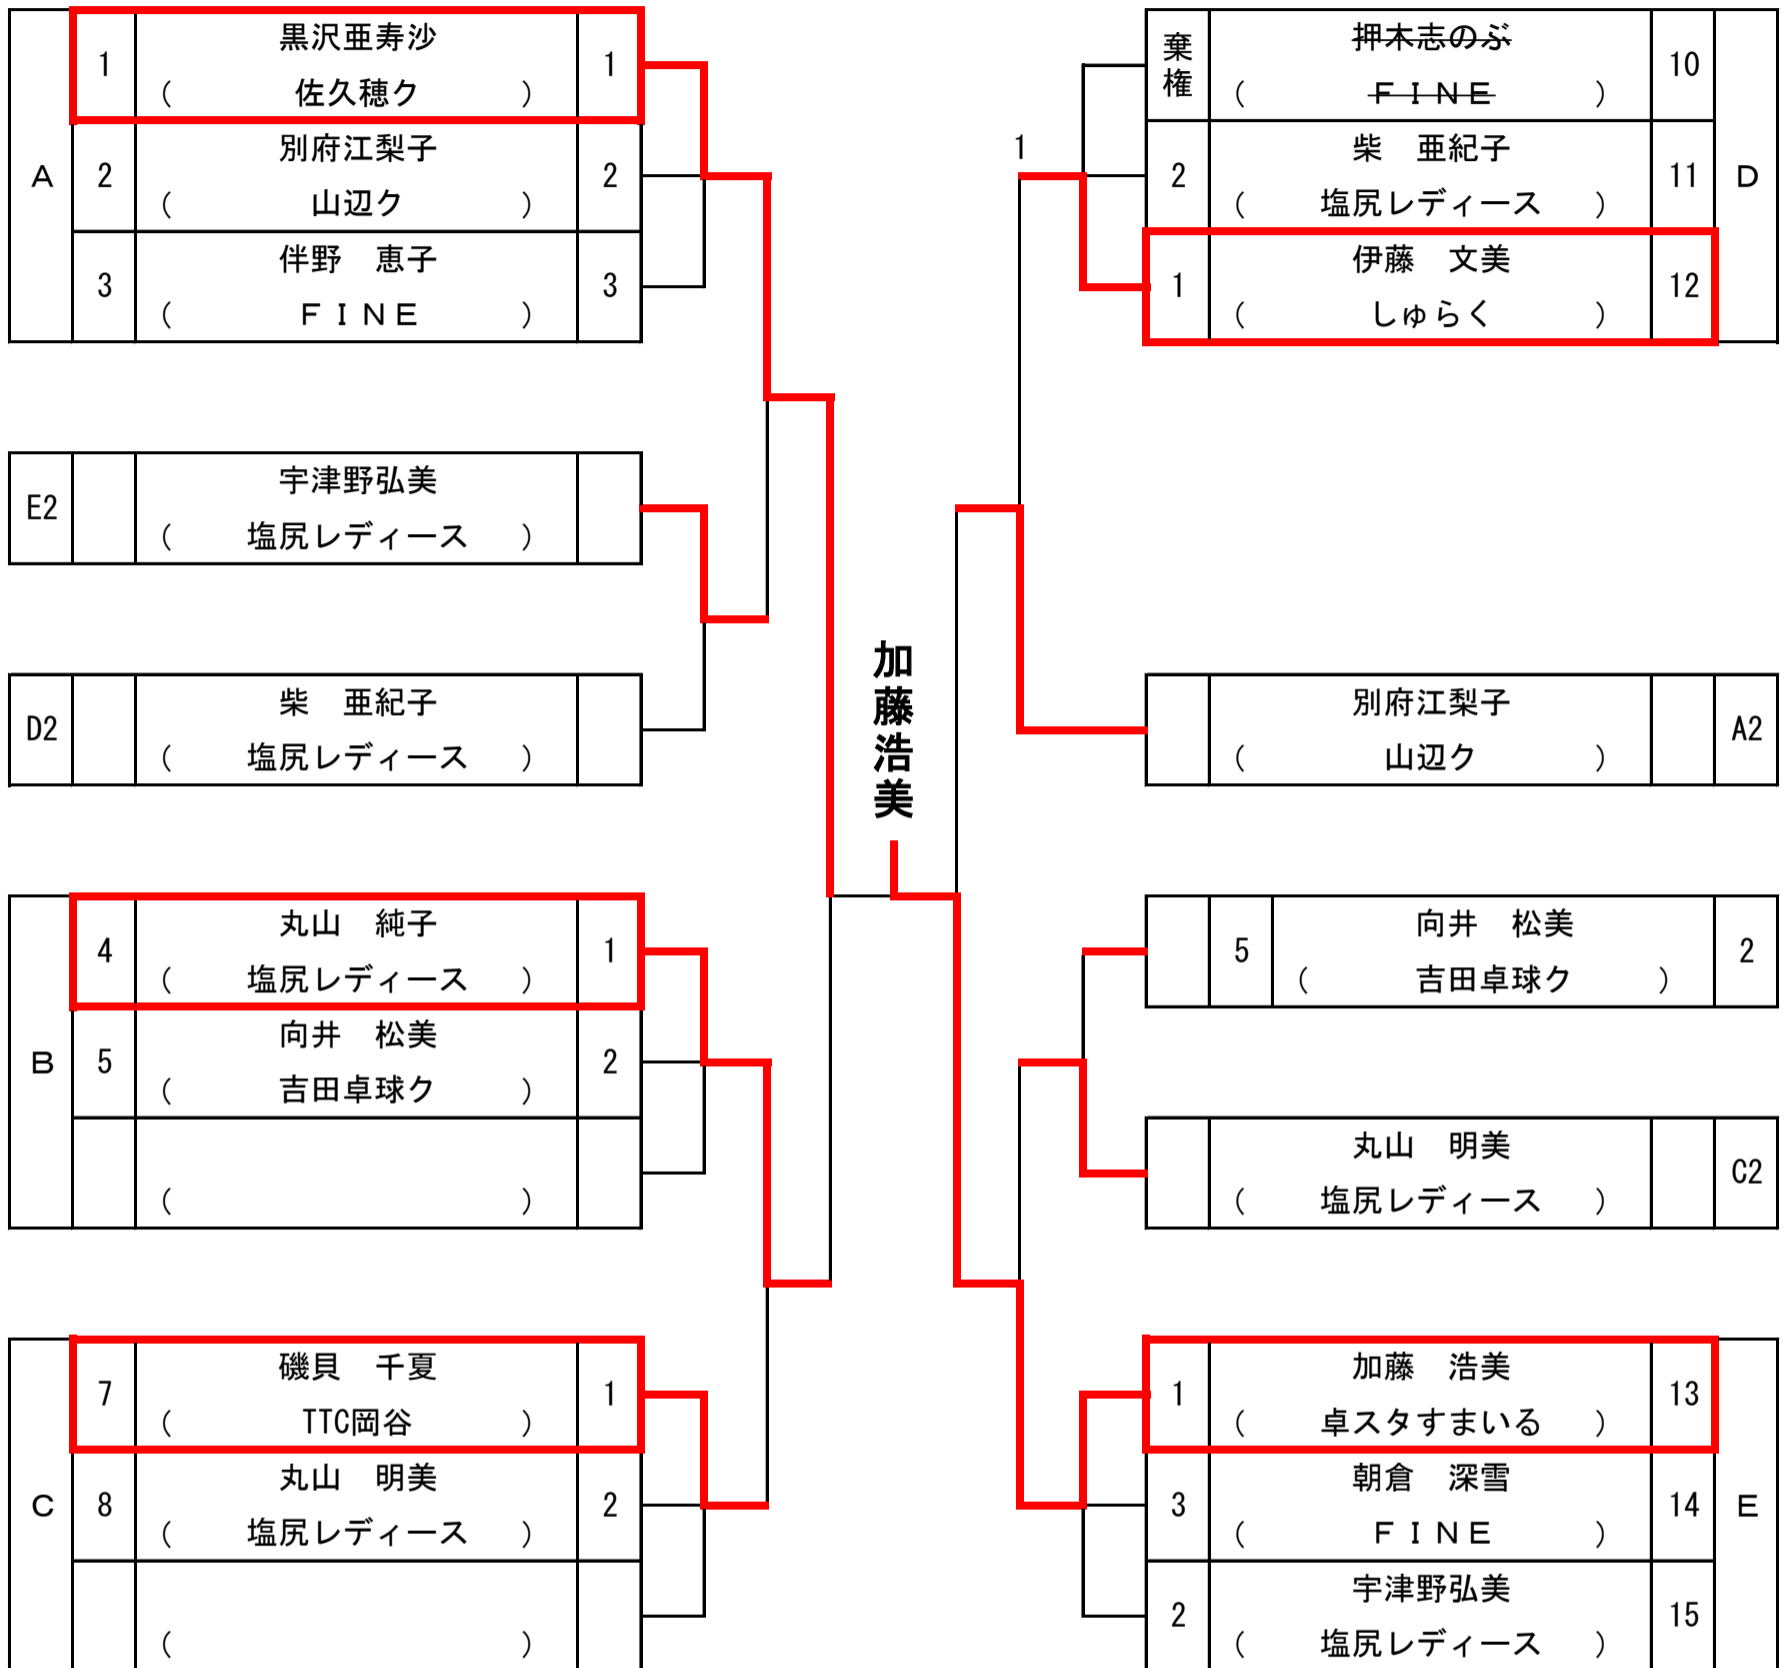 A
1 黒沢亜寿沙 1
( 佐久穂ク )
2 別府江梨子 2
( 山辺ク )
3 伴野 恵子 3
( ＦＩＮＥ )
E2 宇津野弘美
( 塩尻レディース )
D2 柴 亜紀子
( 塩尻レディース )
B
4 丸山 純子 1
( 塩尻レディース )
5 向井 松美 2
( 吉田卓球ク )
( )
C
7 磯貝 千夏 1
( TTC岡谷 )
8 丸山 明美 2
( 塩尻レディース )
( )
加藤浩美
1
D
棄権 押木志のぶ 10
( ＦＩＮＥ )
2 柴 亜紀子 11
( 塩尻レディース )
1 伊藤 文美 12
( しゅらく )
別府江梨子 A2
( 山辺ク )
5 向井 松美 2
( 吉田卓球ク )
丸山 明美 C2
( 塩尻レディース )
E
1 加藤 浩美 13
( 卓スタすまいる )
3 朝倉 深雪 14
( ＦＩＮＥ )
2 宇津野弘美 15
( 塩尻レディース )